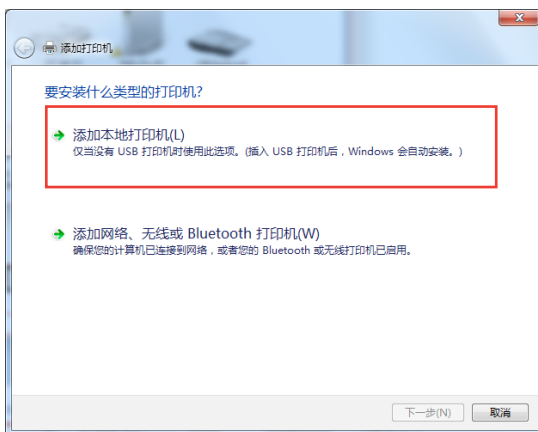 添加打印机
要安装什么类型的打印机?
添加本地打印机(L)
仅当没有 USB 打印机时使用此选项。(插入 USB 打印机后，Windows 会自动安装。)
添加网络、无线或 Bluetooth 打印机(W)
确保您的计算机已连接到网络，或者您的 Bluetooth 或无线打印机已启用。
下一步(N)
取消